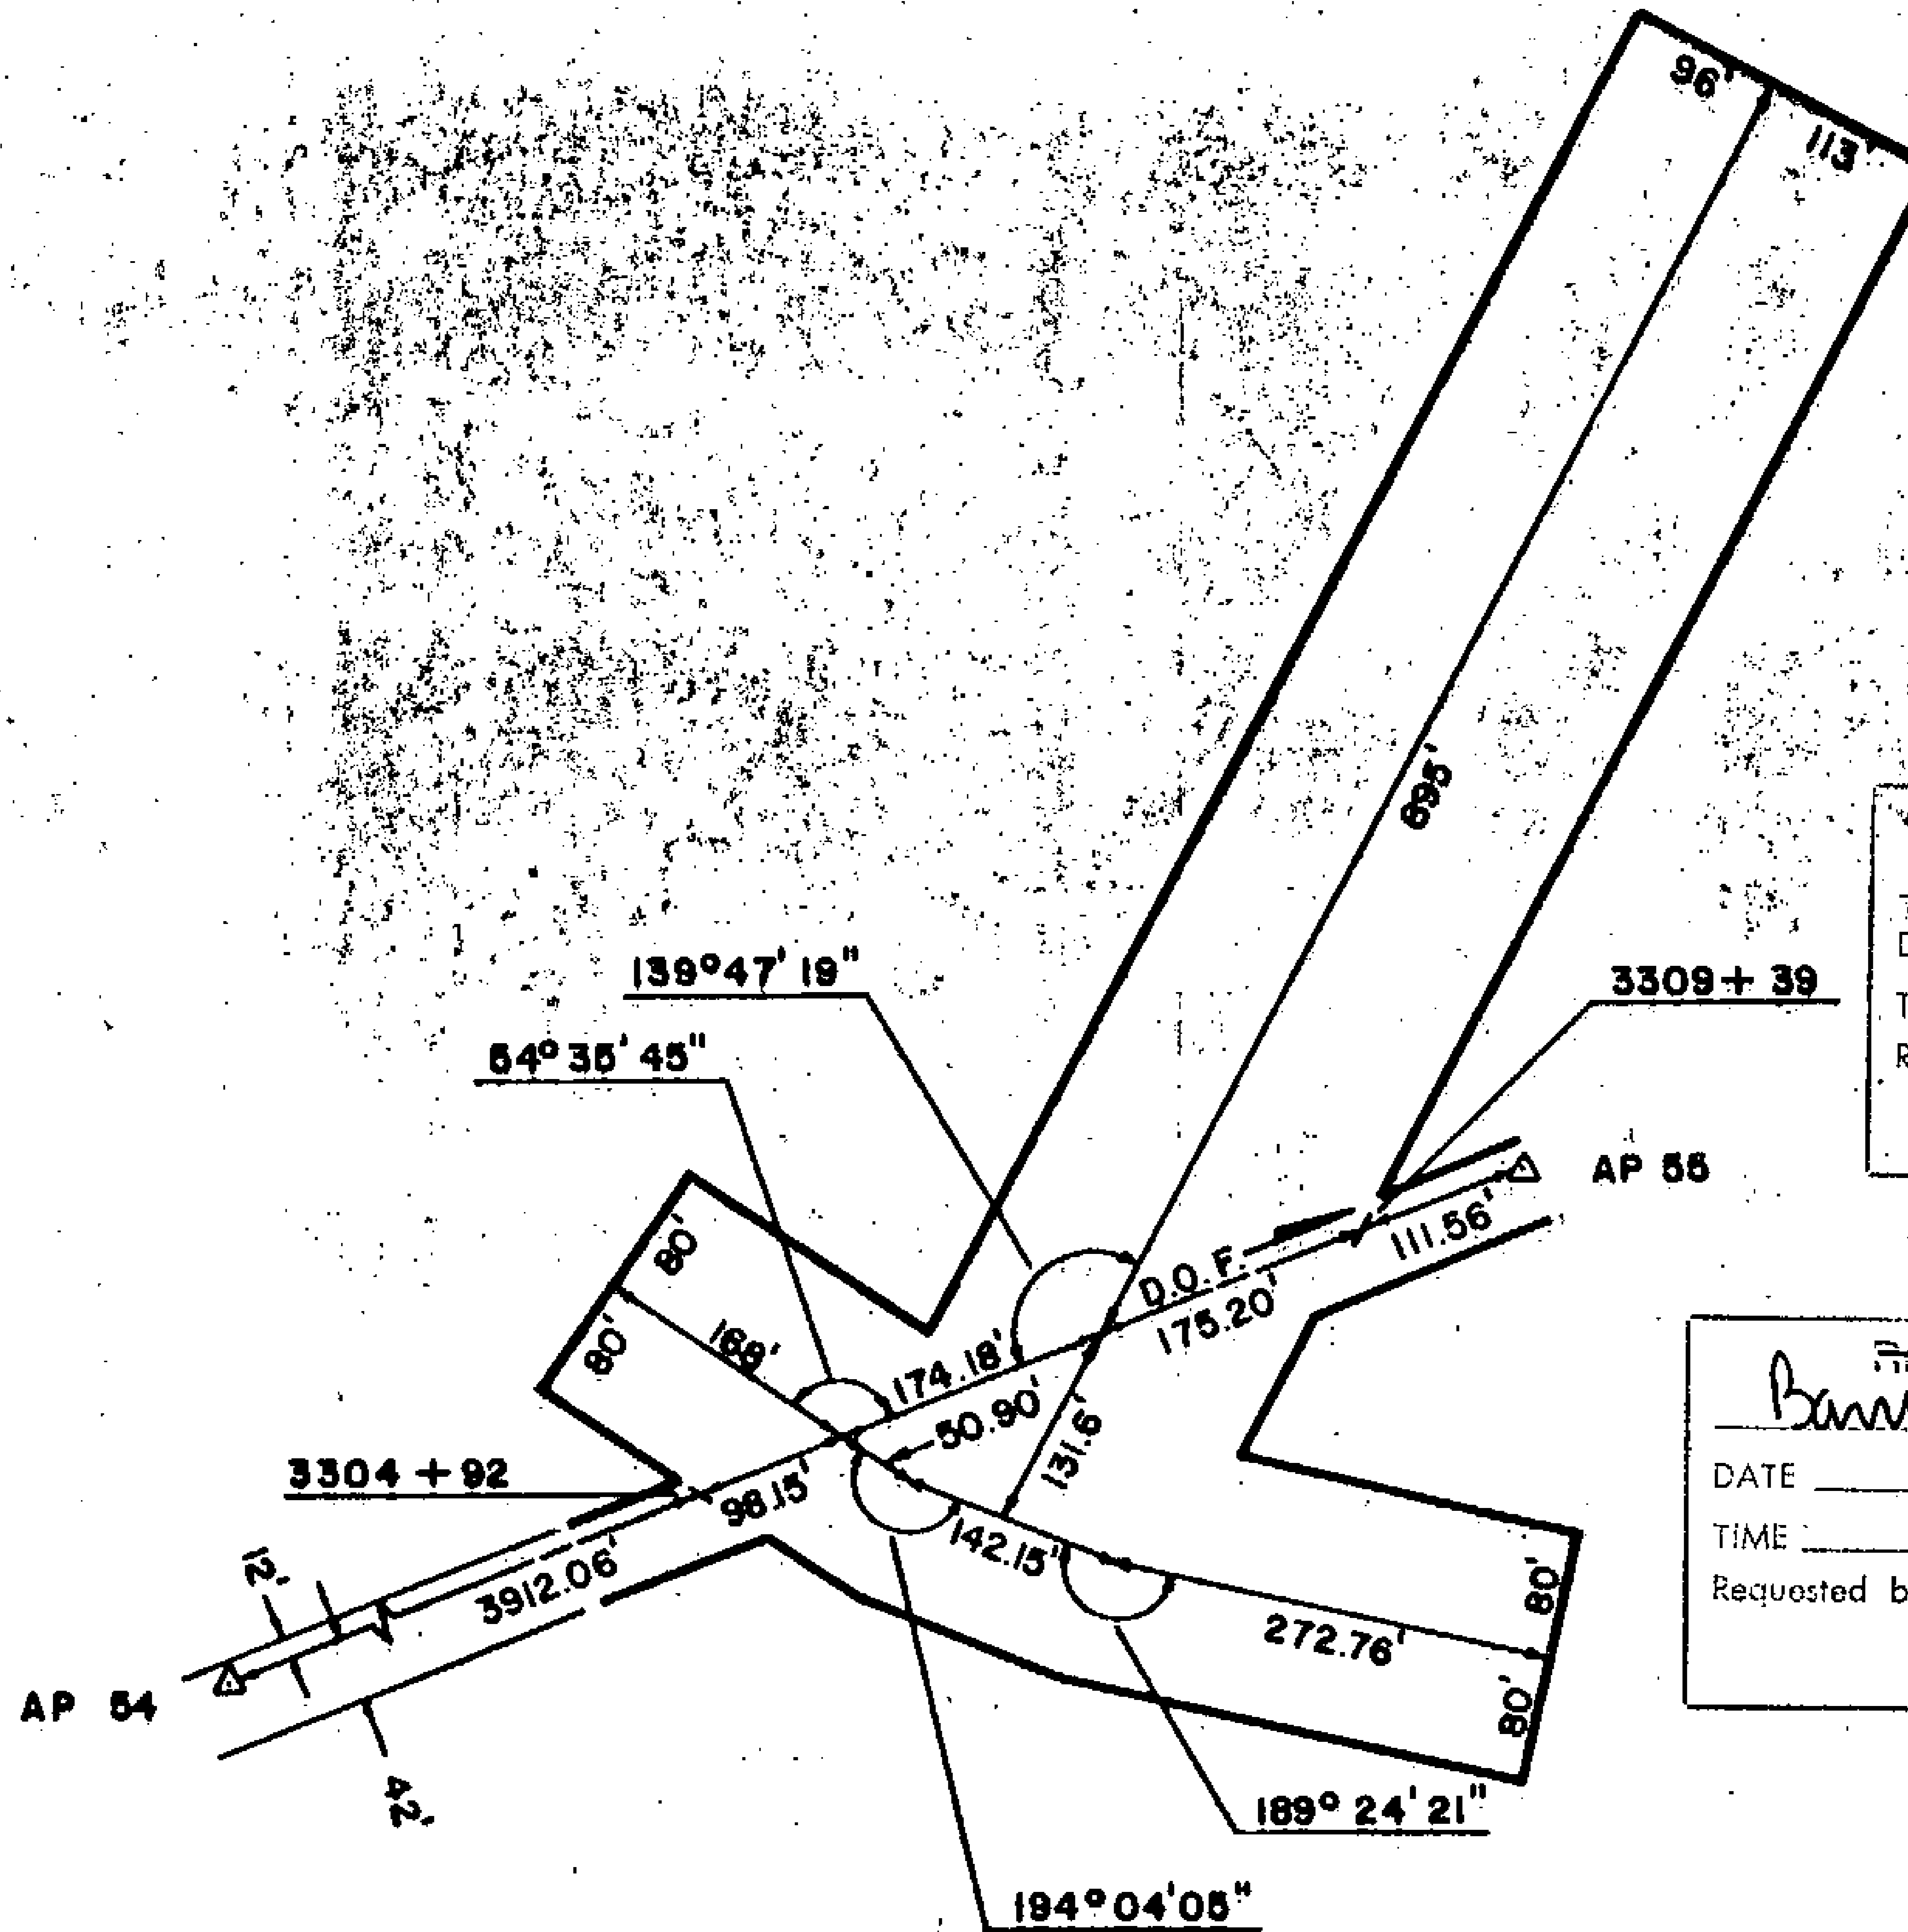 96'
113'
695'
139°47'19"
3309+39
54°35'45"
AP 55
111.56'
D.O.F.
175.20'
80'
80'
168'
174.18'
50.90'
131.6'
3304+92
98.15'
142.15'
12'
3912.06'
272.76'
80'
80'
AP 54
42'
189°24'21"
194°04'05"
T
D
T
R
DATE
TIME
Requested b